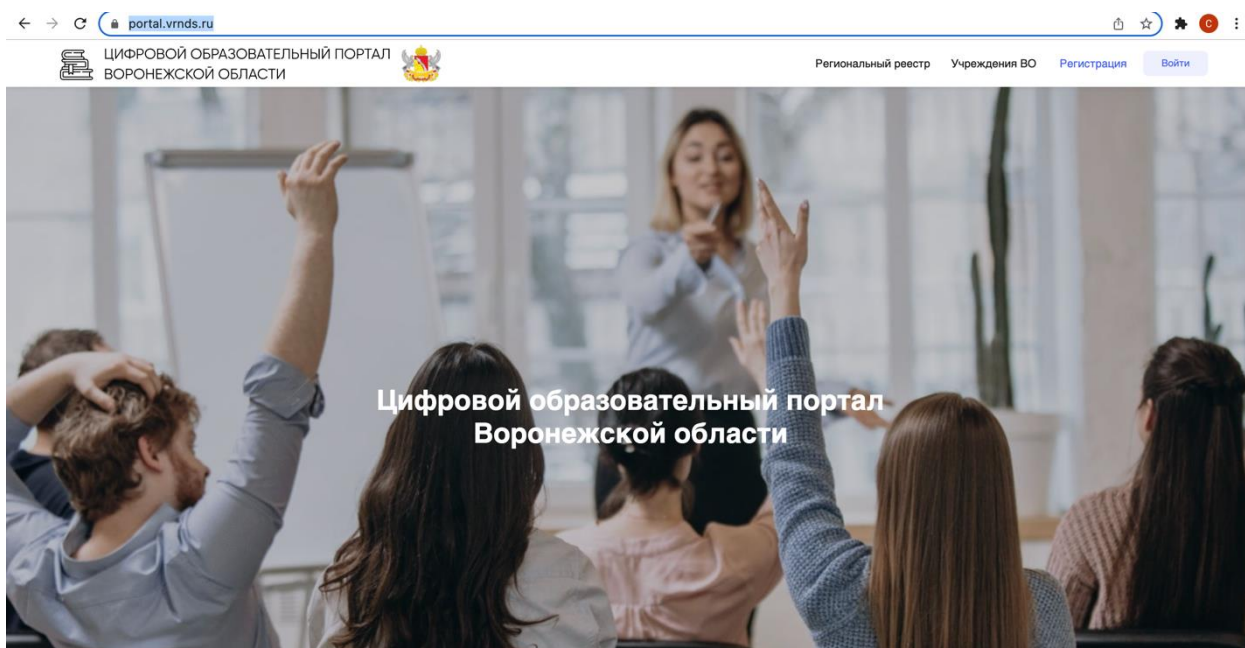 portal.vrnds.ru
C
ЦИФРОВОЙ ОБРАЗОВАТЕЛЬНЫЙ ПОРТАЛ
ВОРОНЕЖСКОЙ ОБЛАСТИ
Региональный реестр Учреждения ВО Регистрация Войти
Цифровой образовательный портал
Воронежской области